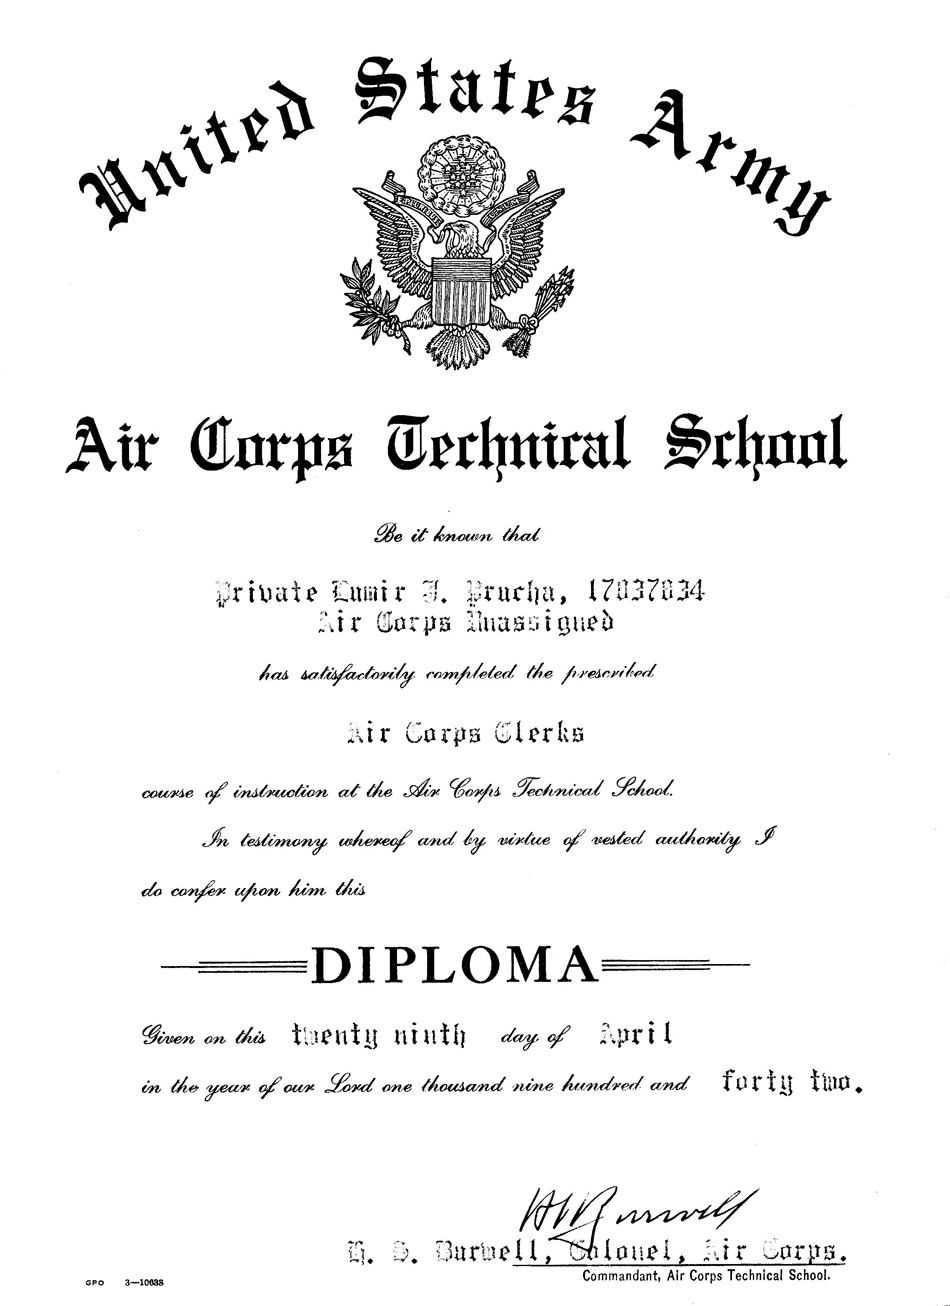 United States Army
Air Corps Technical School
Be it known that
Private Lumir J. Prucha, 17037034
Air Corps Unassigned
has satisfactorily completed the prescribed
Air Corps Clerks
course of instruction at the Air Corps Technical School.
In testimony whereof and by virtue of vested authority I
do confer upon him this
DIPLOMA
Given on this twenty ninth day of April
in the year of our Lord one thousand nine hundred and forty two.
Burwell
H. Burwell, Colonel, Air Corps.
Commandant, Air Corps Technical School.
GPO 3—10638